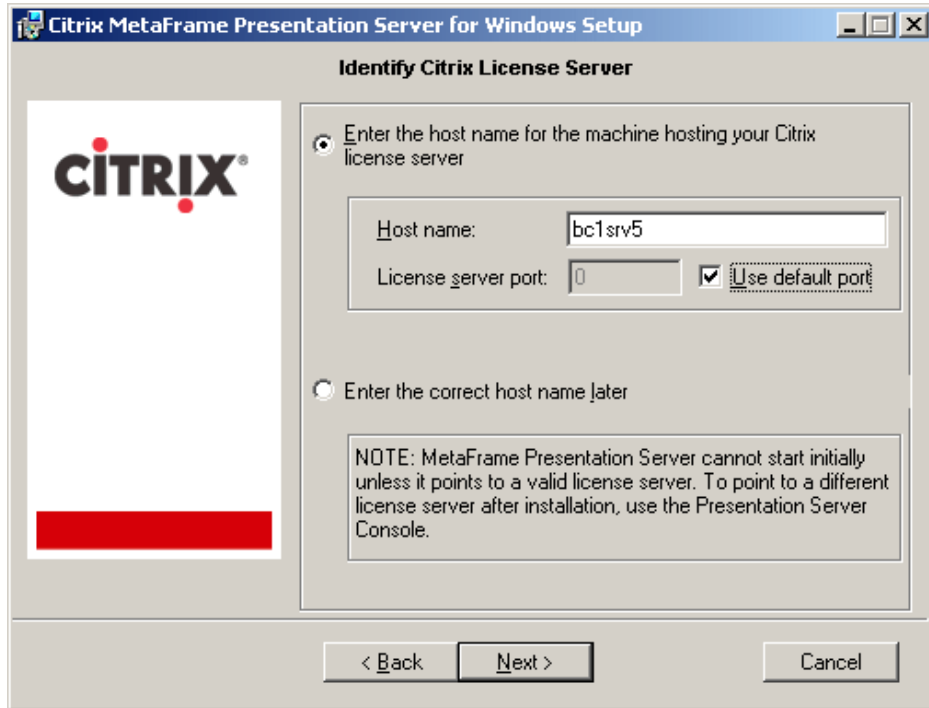 Citrix MetaFrame Presentation Server for Windows Setup
Identify Citrix License Server
CİTRIX®
Enter the host name for the machine hosting your Citrix
license server
Host name:
bc1srv5
License server port:
0
Use default port
Enter the correct host name later
NOTE: MetaFrame Presentation Server cannot start initially
unless it points to a valid license server. To point to a different
license server after installation, use the Presentation Server
Console.
< Back
Next >
Cancel